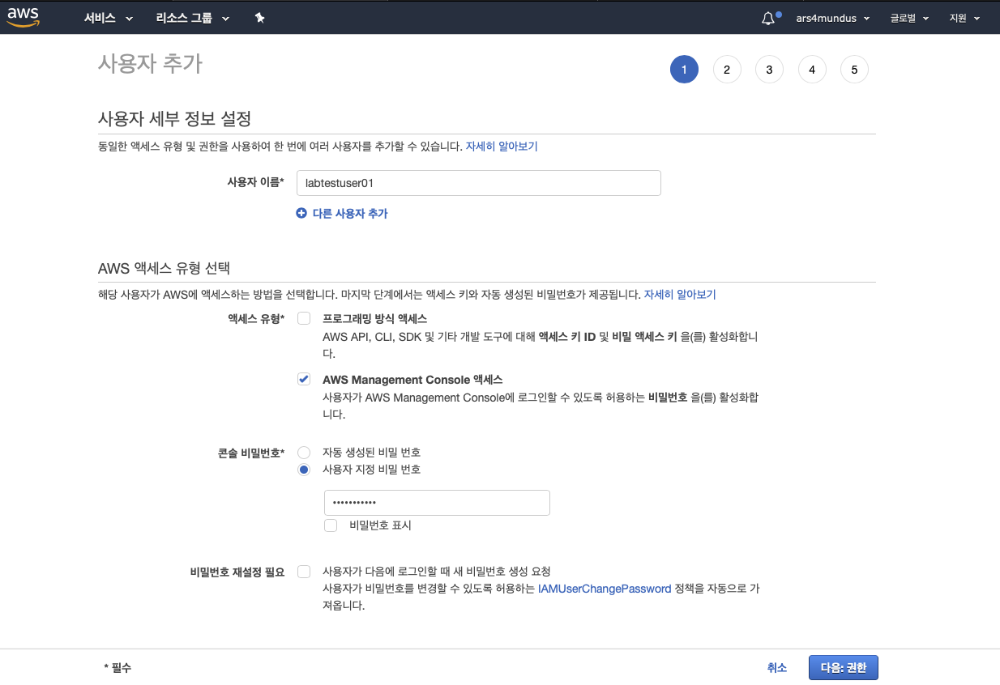 aws 서비스 리소스 그룹 ars4mundus 글로벌 지원
사용자 추가 1 2 3 4 5
사용자 세부 정보 설정
동일한 액세스 유형 및 권한을 사용하여 한 번에 여러 사용자를 추가할 수 있습니다. 자세히 알아보기
사용자 이름* labtestuser01
다른 사용자 추가
AWS 액세스 유형 선택
해당 사용자가 AWS에 액세스하는 방법을 선택합니다. 마지막 단계에서는 액세스 키와 자동 생성된 비밀번호가 제공됩니다. 자세히 알아보기
액세스 유형* 프로그래밍 방식 액세스
AWS API, CLI, SDK 및 기타 개발 도구에 대해 액세스 키 ID 및 비밀 액세스 키 을(를) 활성화합니
다.
AWS Management Console 액세스
사용자가 AWS Management Console에 로그인할 수 있도록 허용하는 비밀번호 을(를) 활성화합
니다.
콘솔 비밀번호* 자동 생성된 비밀 번호
사용자 지정 비밀 번호
•••••••••••
비밀번호 표시
비밀번호 재설정 필요 사용자가 다음에 로그인할 때 새 비밀번호 생성 요청
사용자가 비밀번호를 변경할 수 있도록 허용하는 IAMUserChangePassword 정책을 자동으로 가
져옵니다.
* 필수 취소 다음: 권한